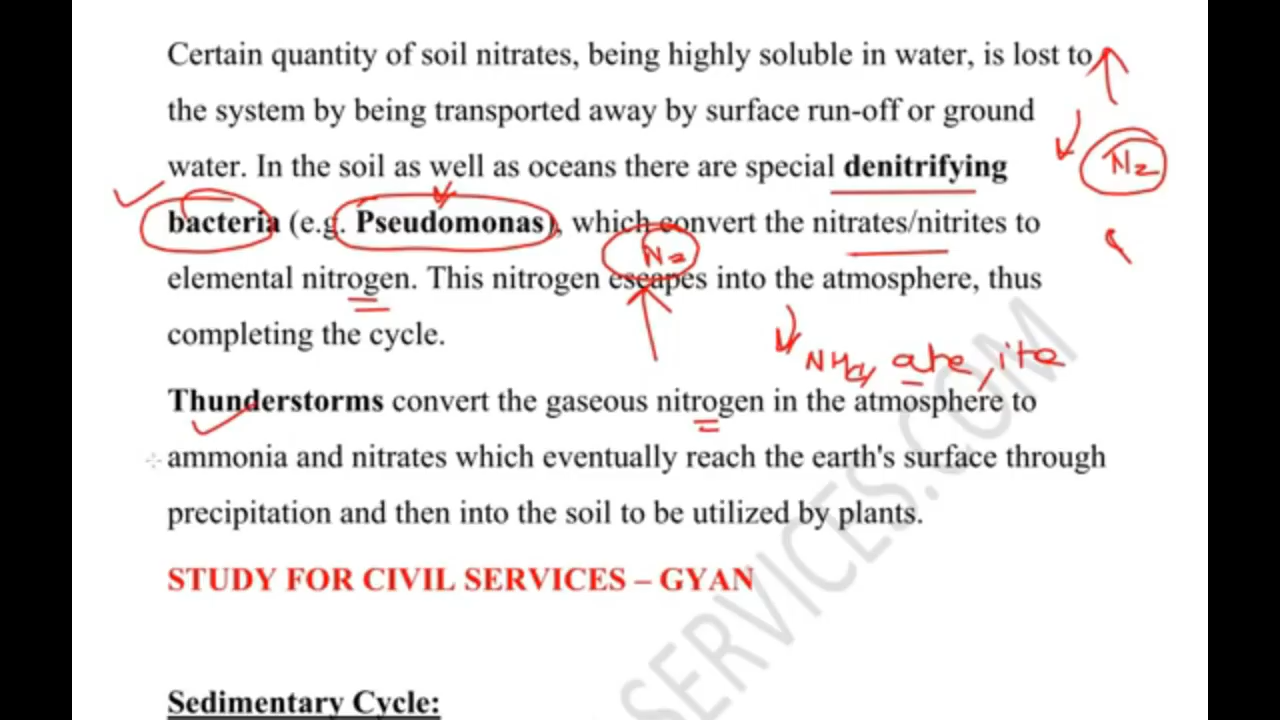 Certain quantity of soil nitrates, being highly soluble in water, is lost to
the system by being transported away by surface run-off or ground
water. In the soil as well as oceans there are special denitrifying
N2
bacteria (e.g. Pseudomonas), which convert the nitrates/nitrites to
N2
elemental nitrogen. This nitrogen escapes into the atmosphere, thus
completing the cycle.
ate, ite
Thunderstorms convert the gaseous nitrogen in the atmosphere to
ammonia and nitrates which eventually reach the earth's surface through
precipitation and then into the soil to be utilized by plants.
STUDY FOR CIVIL SERVICES – GYAN
SERVICES.COM
Sedimentary Cycle: